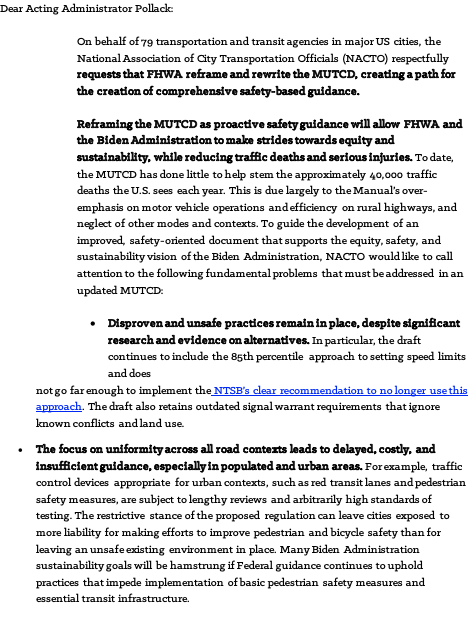 Dear Acting Administrator Pollack:
On behalf of 79 transportation and transit agencies in major US cities, the
National Association of City Transportation Officials (NACTO) respectfully
requests that FHWA reframe and rewrite the MUTCD, creating a path for
the creation of comprehensive safety-based guidance.
Reframing the MUTCD as proactive safety guidance will allow FHWA and
the Biden Administration to make strides towards equity and
sustainability, while reducing traffic deaths and serious injuries. To date,
the MUTCD has done little to help stem the approximately 40,000 traffic
deaths the U.S. sees each year. This is due largely to the Manual's over-
emphasis on motor vehicle operations and efficiency on rural highways, and
neglect of other modes and contexts. To guide the development of an
improved, safety-oriented document that supports the equity, safety, and
sustainability vision of the Biden Administration, NACTO would like to call
attention to the following fundamental problems that must be addressed in an
updated MUTCD:
• Disproven and unsafe practices remain in place, despite significant
research and evidence on alternatives. In particular, the draft
continues to include the 85th percentile approach to setting speed limits
and does
not go far enough to implement the NTSB's clear recommendation to no longer use this
approach. The draft also retains outdated signal warrant requirements that ignore
known conflicts and land use.
• The focus on uniformity across all road contexts leads to delayed, costly, and
insufficient guidance, especially in populated and urban areas. For example, traffic
control devices appropriate for urban contexts, such as red transit lanes and pedestrian
safety measures, are subject to lengthy reviews and arbitrarily high standards of
testing. The restrictive stance of the proposed regulation can leave cities exposed to
more liability for making efforts to improve pedestrian and bicycle safety than for
leaving an unsafe existing environment in place. Many Biden Administration
sustainability goals will be hamstrung if Federal guidance continues to uphold
practices that impede implementation of basic pedestrian safety measures and
essential transit infrastructure.